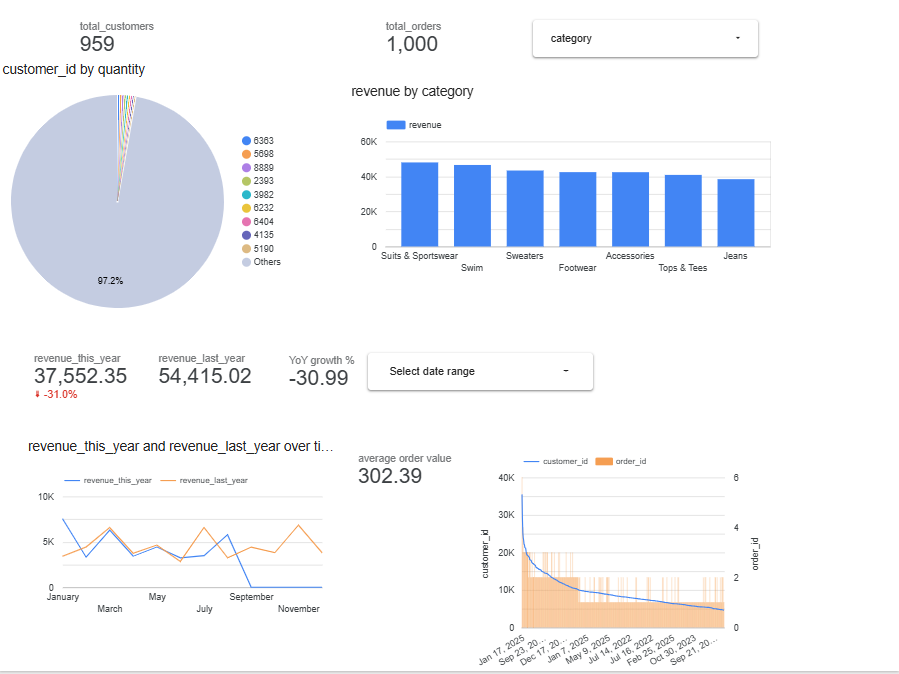 total_customers
959
total_orders
1,000
category
customer_id by quantity
6363
5698
8889
2393
3982
6232
6404
4135
5190
Others
97.2%
revenue by category
revenue
60K
40K
20K
0
Suits & Sportswear
Swim
Sweaters
Footwear
Accessories
Tops & Tees
Jeans
revenue_this_year
37,552.35
-31.0%
revenue_last_year
54,415.02
YoY growth %
-30.99
Select date range
revenue_this_year and revenue_last_year over ti…
revenue_this_year
revenue_last_year
10K
5K
0
January
March
May
July
September
November
average order value
302.39
customer_id
order_id
40K
30K
20K
10K
0
customer_id
6
4
2
0
order_id
Jan 17, 2025
Sep 23, 20…
Dec 17, 20…
Jan 7, 2025
May 9, 2025
Jul 14, 2022
Jul 16, 2022
Feb 25, 2025
Oct 30, 2023
Sep 21, 20…